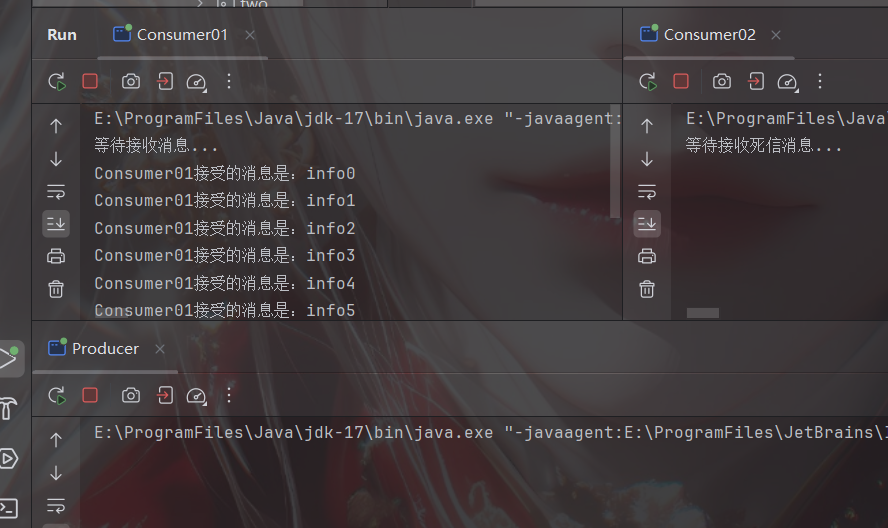 two
Run
Consumer01
Consumer02
E:\ProgramFiles\Java\jdk-17\bin\java.exe "-javaagent:
等待接收消息...
Consumer01接受的消息是：info0
Consumer01接受的消息是：info1
Consumer01接受的消息是：info2
Consumer01接受的消息是：info3
Consumer01接受的消息是：info4
Consumer01接受的消息是：info5
E:\ProgramFiles\Java
等待接收死信消息...
Producer
E:\ProgramFiles\Java\jdk-17\bin\java.exe "-javaagent:E:\ProgramFiles\JetBrains\